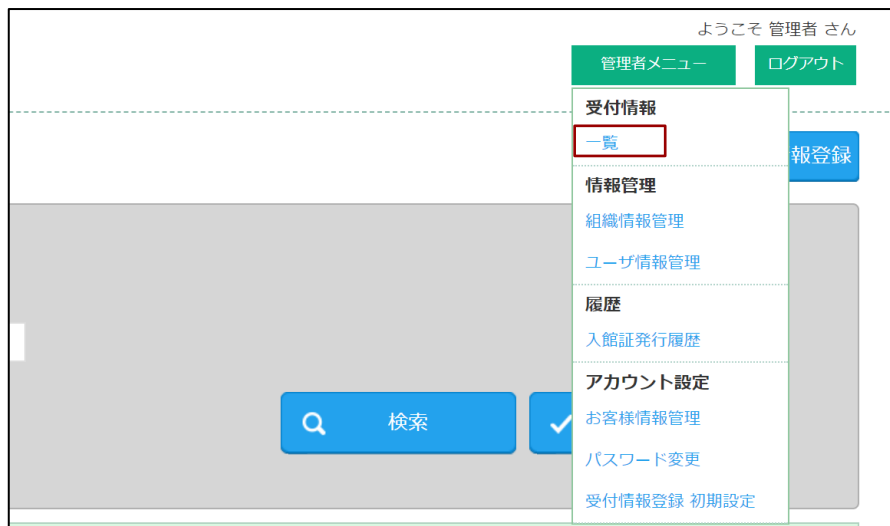 ようこそ 管理者 さん
管理者メニュー
ログアウト
受付情報
一覧
報登録
情報管理
組織情報管理
ユーザ情報管理
履歴
入館証発行履歴
アカウント設定
検索
お客様情報管理
パスワード変更
受付情報登録 初期設定